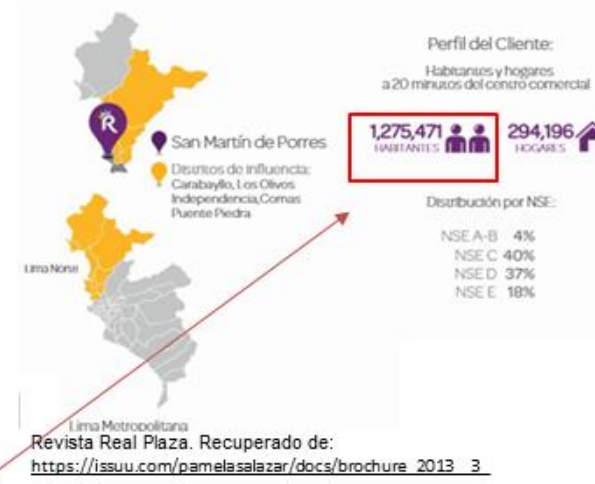 Perfil del Cliente:
Habitantes y hogares
a 20 minutos del centro comercial
1,275,471
HABITANTES
294,196
HOGARES
R
San Martín de Porres
Distritos de Influencia:
Carabayllo, Los Olivos
Independencia, Comas
Puente Piedra
Distribución por NSE:
NSE A-B 4%
NSE C 40%
NSE D 37%
NSE E 18%
Lima Norte
Lima Metropolitana
Revista Real Plaza. Recuperado de:
https://issuu.com/pamelasalazar/docs/brochure_2013__3_